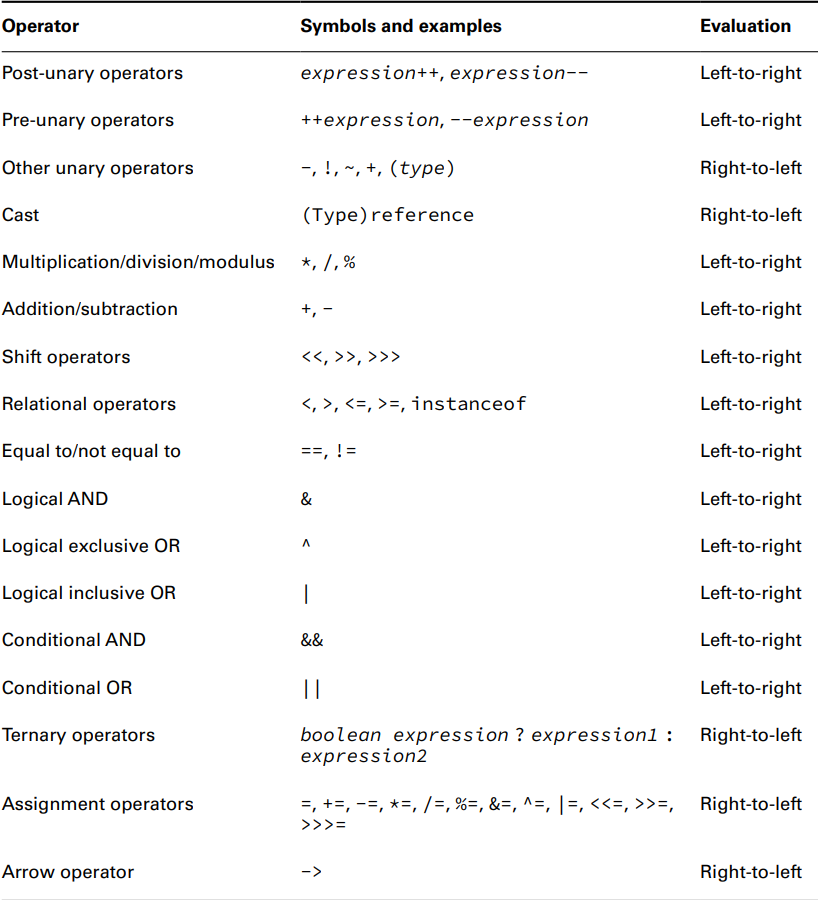 Operator Symbols and examples Evaluation
Post-unary operators expression++, expression-- Left-to-right
Pre-unary operators ++expression, --expression Left-to-right
Other unary operators -, !, ~, +, (type) Right-to-left
Cast (Type)reference Right-to-left
Multiplication/division/modulus *, /, % Left-to-right
Addition/subtraction +, - Left-to-right
Shift operators <<, >>, >>> Left-to-right
Relational operators <, >, <=, >=, instanceof Left-to-right
Equal to/not equal to ==, != Left-to-right
Logical AND & Left-to-right
Logical exclusive OR ^ Left-to-right
Logical inclusive OR | Left-to-right
Conditional AND && Left-to-right
Conditional OR || Left-to-right
Ternary operators boolean expression ? expression1 : Right-to-left
expression2
Assignment operators =, +=, -=, *=, /=, %=, &=, ^=, |=, <<=, >>=, Right-to-left
>>>=
Arrow operator -> Right-to-left